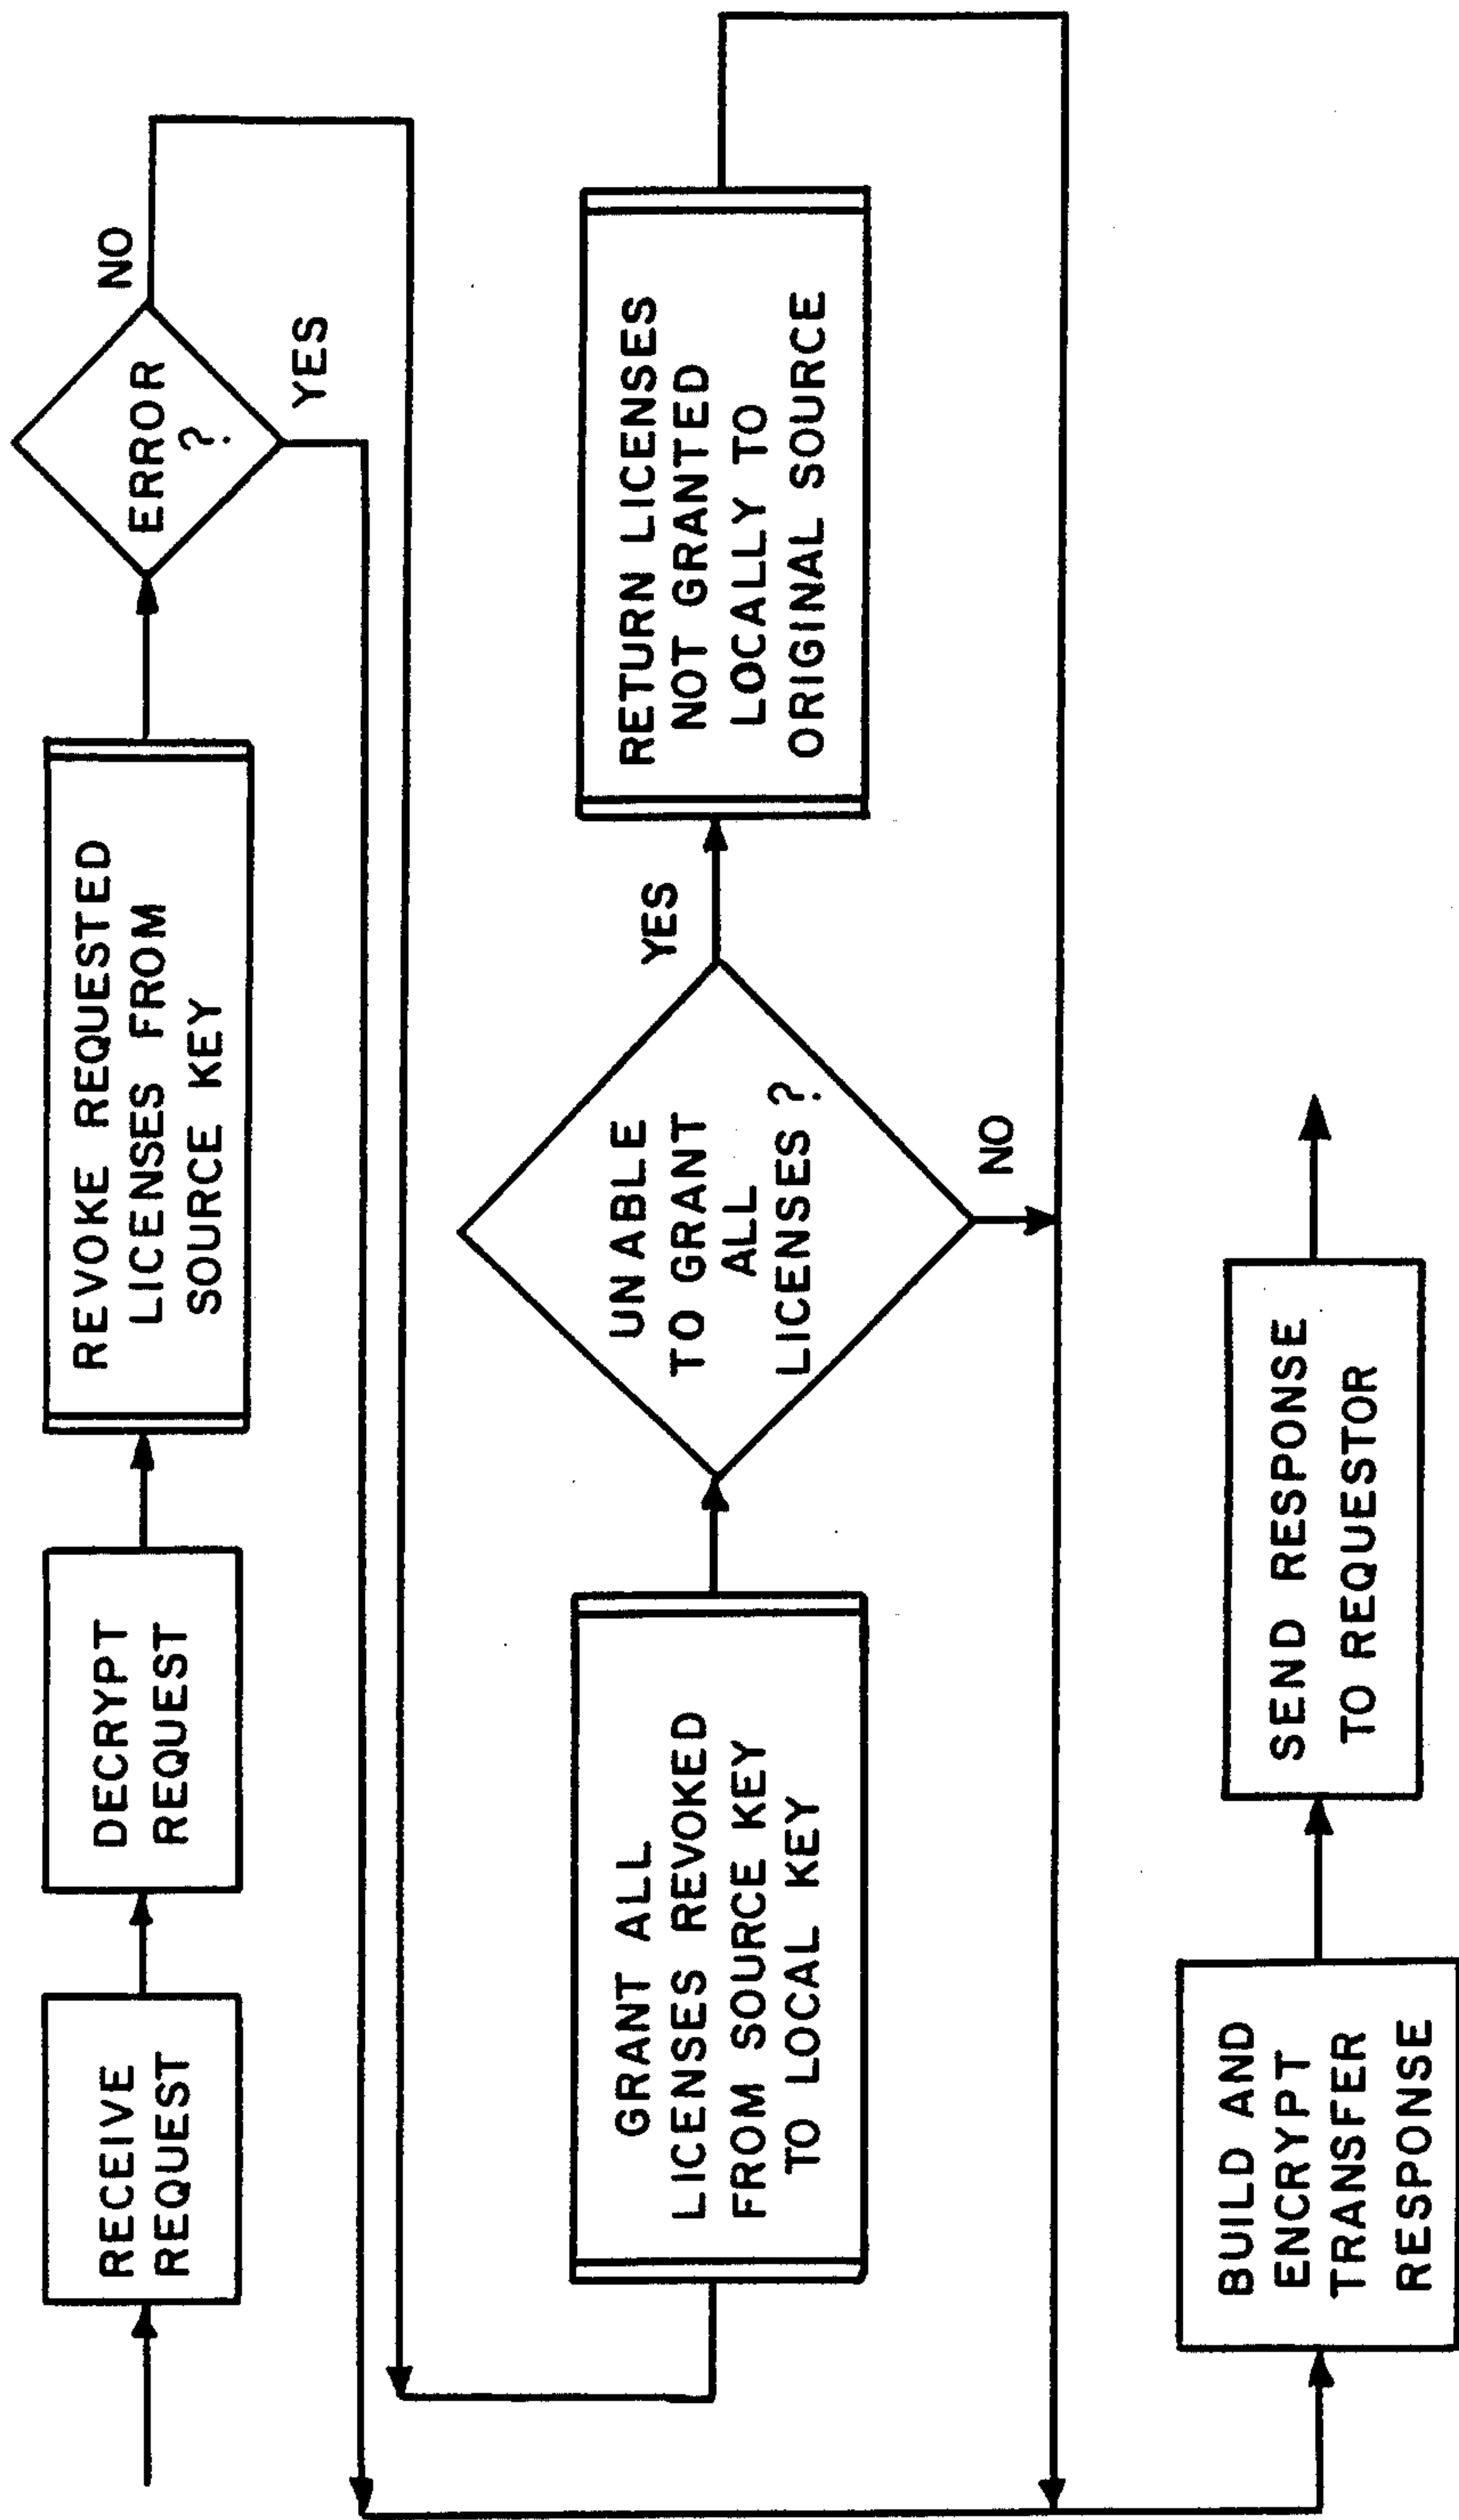 RECEIVE
REQUEST
DECRYPT
REQUEST
REVOKE REQUESTED
LICENSES FROM
SOURCE KEY
ERROR
?
NO
YES
GRANT ALL
LICENSES REVOKED
FROM SOURCE KEY
TO LOCAL KEY
UNABLE
TO GRANT
ALL
LICENSES ?
YES
NO
RETURN LICENSES
NOT GRANTED
LOCALLY TO
ORIGINAL SOURCE
BUILD AND
ENCRYPT
TRANSFER
RESPONSE
SEND RESPONSE
TO REQUESTOR